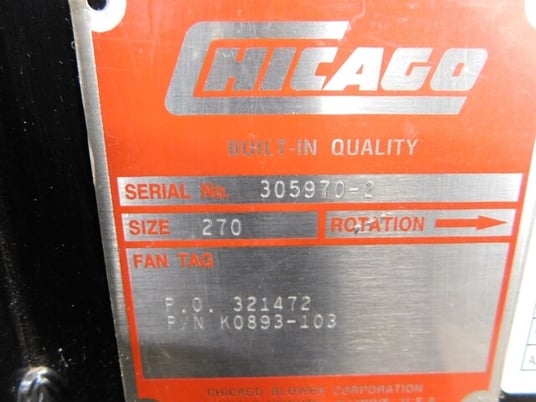 CHICAGO
BUILT-IN QUALITY
SERIAL No. 305970-2
SIZE 270 ROTATION
FAN TAG
P.O. 321472
P/N K0893-103
CHICAGO BLOWER CORPORATION
U.S.A.